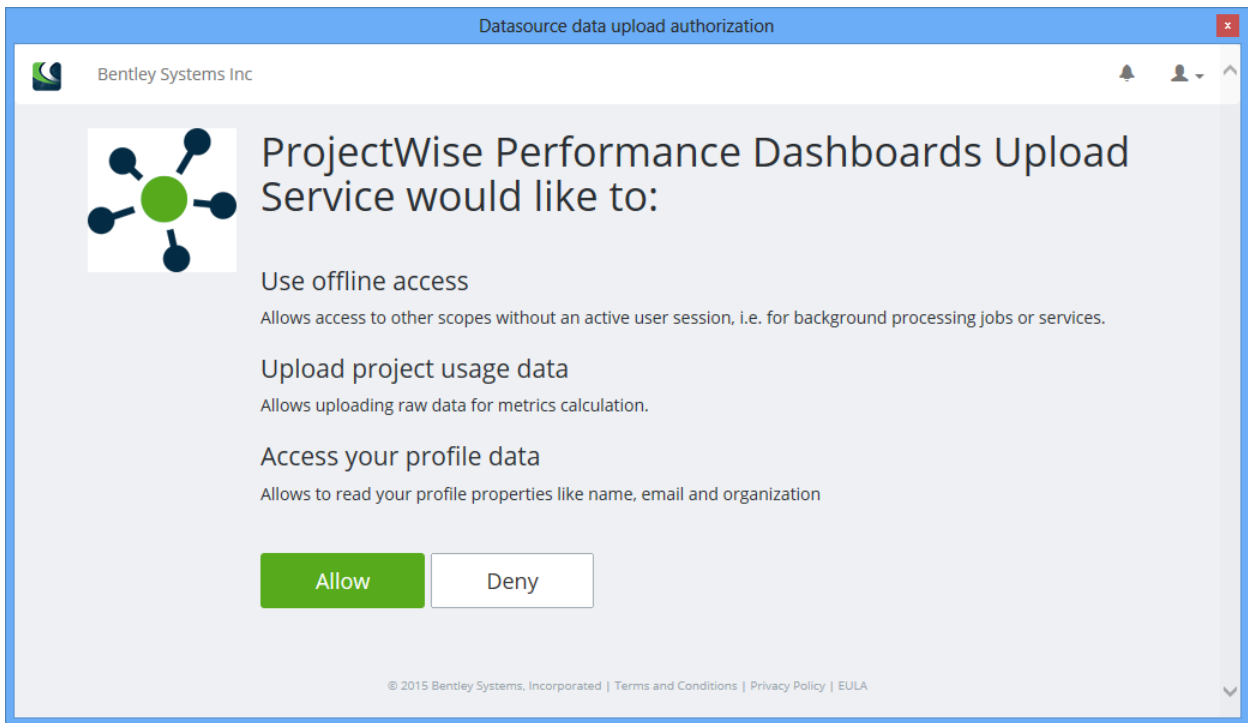 Datasource data upload authorization
x
Bentley Systems Inc
ProjectWise Performance Dashboards Upload
Service would like to:
Use offline access
Allows access to other scopes without an active user session, i.e. for background processing jobs or services.
Upload project usage data
Allows uploading raw data for metrics calculation.
Access your profile data
Allows to read your profile properties like name, email and organization
Allow Deny
© 2015 Bentley Systems, Incorporated | Terms and Conditions | Privacy Policy | EULA